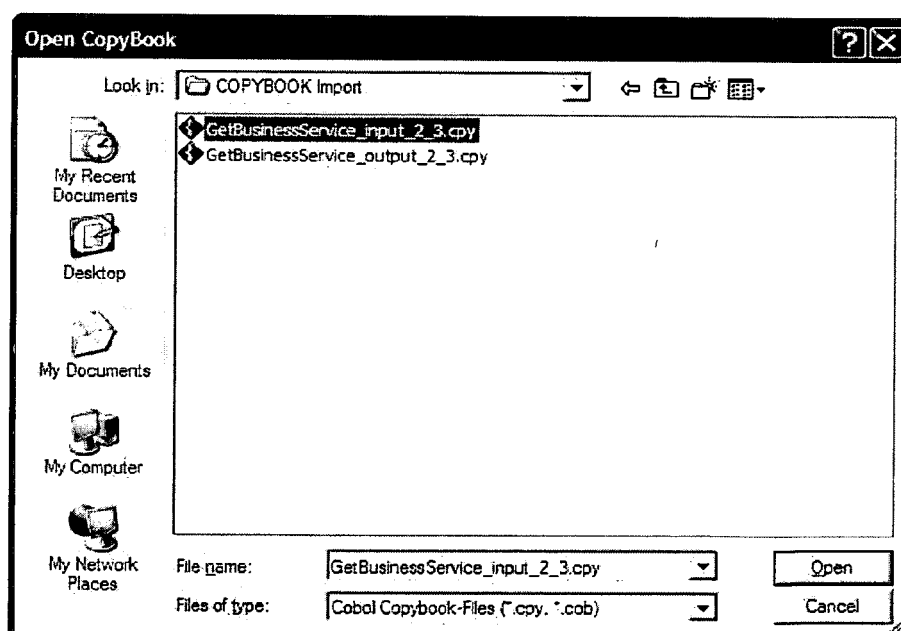 Open CopyBook
Look in: COPYBOOK Import
GetBusinessService_input_2_3.cpy
GetBusinessService_output_2_3.cpy
My Recent
Documents
Desktop
My Documents
My Computer
My Network
Places
File name: GetBusinessService_input_2_3.cpy Open
Files of type: Cobol Copybook-Files (*.cpy, *.cob) Cancel